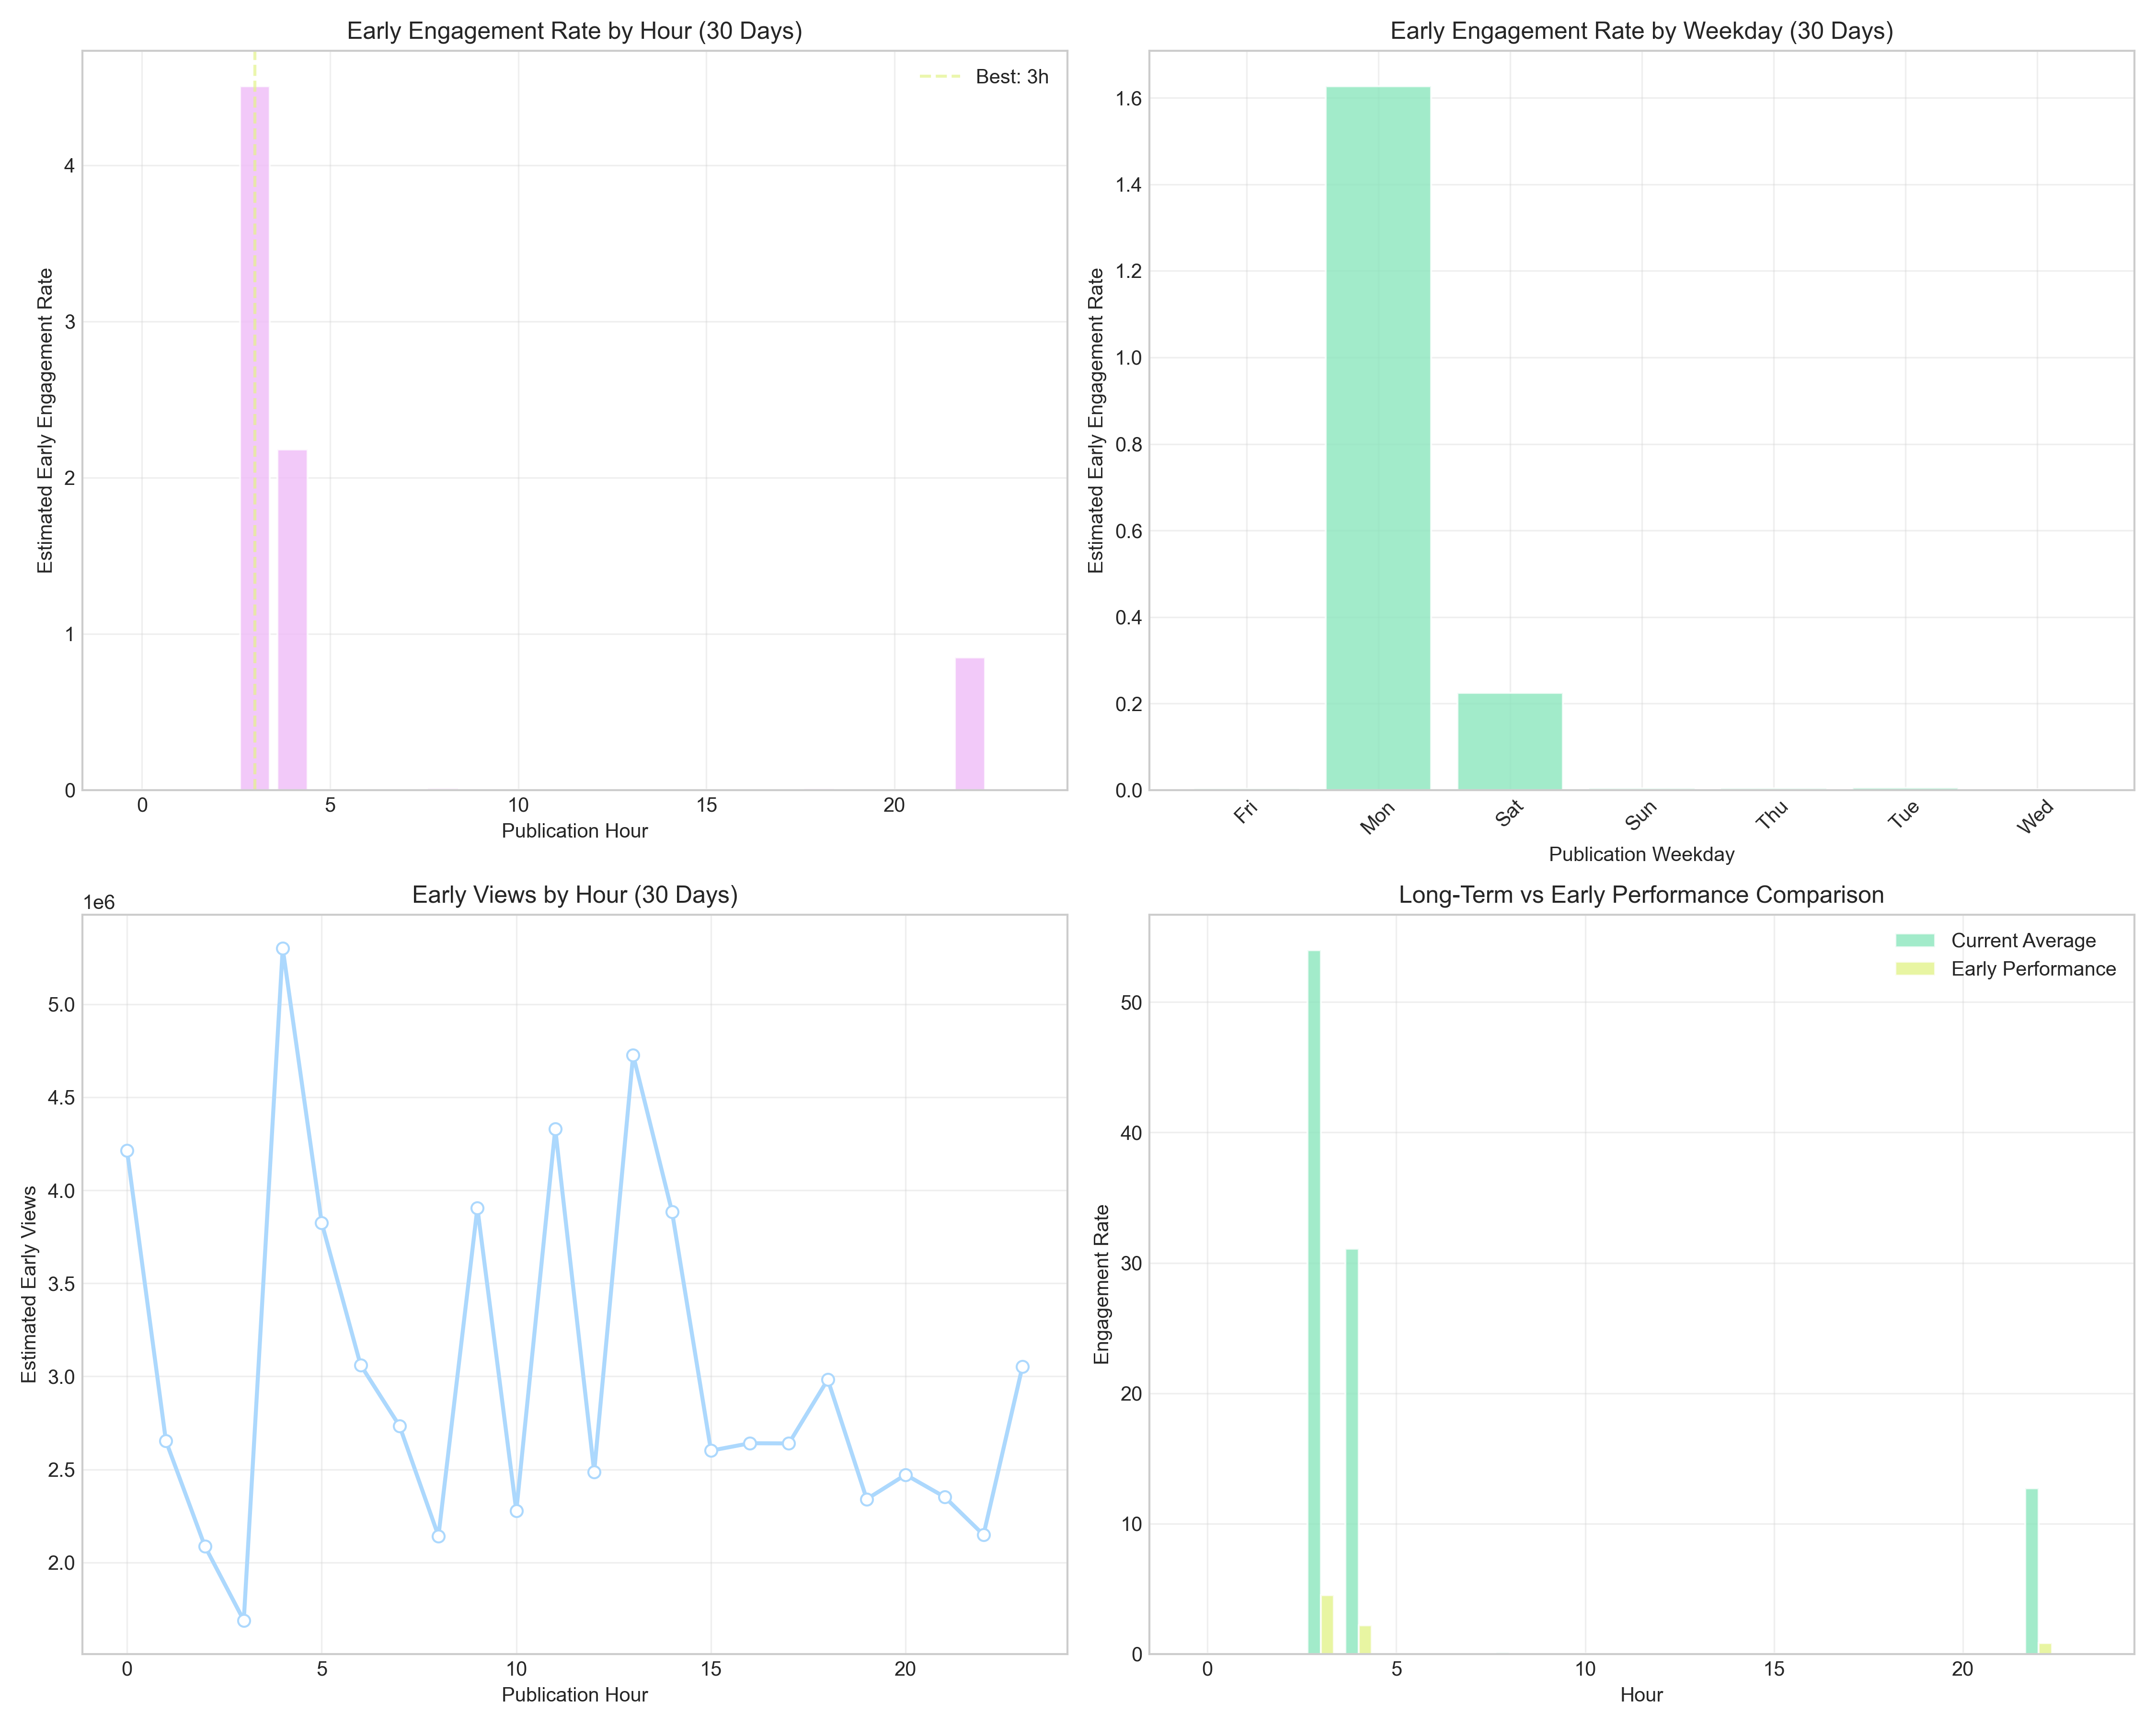 Early Engagement Rate by Hour (30 Days)
Best: 3h
Estimated Early Engagement Rate
4
3
2
1
0
0 5 10 15 20
Publication Hour
Early Engagement Rate by Weekday (30 Days)
Estimated Early Engagement Rate
1.6
1.4
1.2
1.0
0.8
0.6
0.4
0.2
0.0
Fri Mon Sat Sun Thu Tue Wed
Publication Weekday
Early Views by Hour (30 Days)
1e6
Estimated Early Views
5.0
4.5
4.0
3.5
3.0
2.5
2.0
0 5 10 15 20
Publication Hour
Long-Term vs Early Performance Comparison
Current Average
Early Performance
Engagement Rate
50
40
30
20
10
0
0 5 10 15 20
Hour